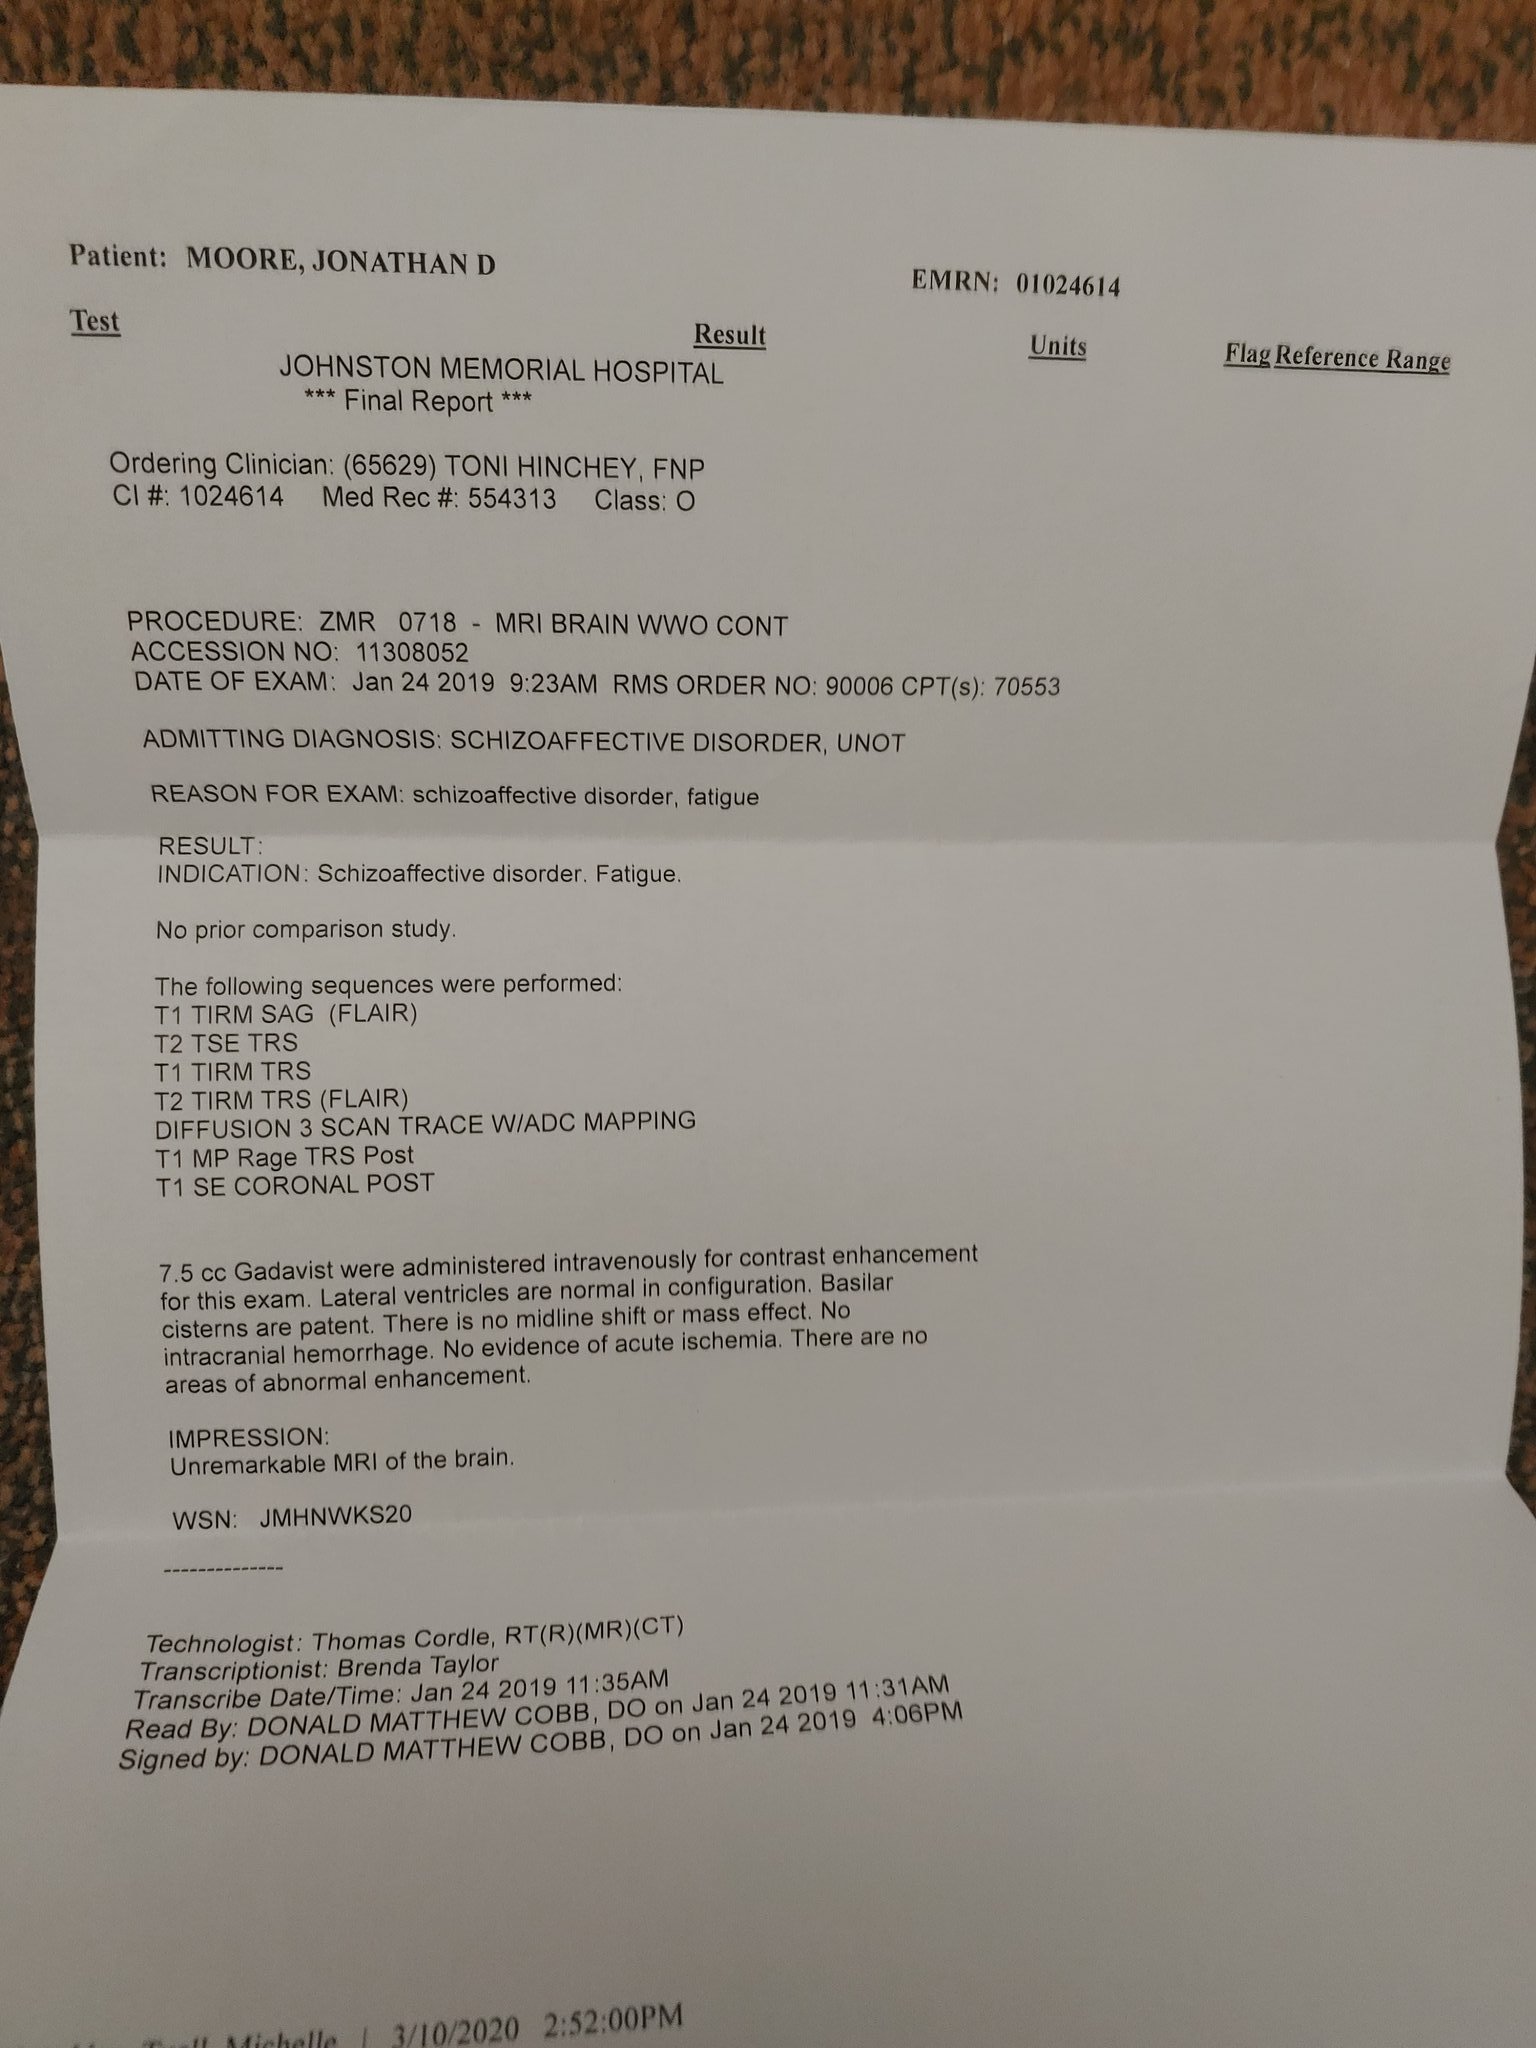 Patient: MOORE, JONATHAN D
EMRN: 01024614
Test Result Units Flag Reference Range
JOHNSTON MEMORIAL HOSPITAL
*** Final Report ***
Ordering Clinician: (65629) TONI HINCHEY, FNP
CI #: 1024614 Med Rec #: 554313 Class: O
PROCEDURE: ZMR 0718 - MRI BRAIN WWO CONT
ACCESSION NO: 11308052
DATE OF EXAM: Jan 24 2019 9:23AM RMS ORDER NO: 90006 CPT(s): 70553
ADMITTING DIAGNOSIS: SCHIZOAFFECTIVE DISORDER, UNOT
REASON FOR EXAM: schizoaffective disorder, fatigue
RESULT:
INDICATION: Schizoaffective disorder. Fatigue.
No prior comparison study.
The following sequences were performed:
T1 TIRM SAG (FLAIR)
T2 TSE TRS
T1 TIRM TRS
T2 TIRM TRS (FLAIR)
DIFFUSION 3 SCAN TRACE W/ADC MAPPING
T1 MP Rage TRS Post
T1 SE CORONAL POST
7.5 cc Gadavist were administered intravenously for contrast enhancement
for this exam. Lateral ventricles are normal in configuration. Basilar
cisterns are patent. There is no midline shift or mass effect. No
intracranial hemorrhage. No evidence of acute ischemia. There are no
areas of abnormal enhancement.
IMPRESSION:
Unremarkable MRI of the brain.
WSN: JMHNWKS20
--------------
Technologist: Thomas Cordle, RT(R)(MR)(CT)
Transcriptionist: Brenda Taylor
Transcribe Date/Time: Jan 24 2019 11:35AM
Read By: DONALD MATTHEW COBB, DO on Jan 24 2019 11:31AM
Signed by: DONALD MATTHEW COBB, DO on Jan 24 2019 4:06PM
Michelle | 3/10/2020 2:52:00PM